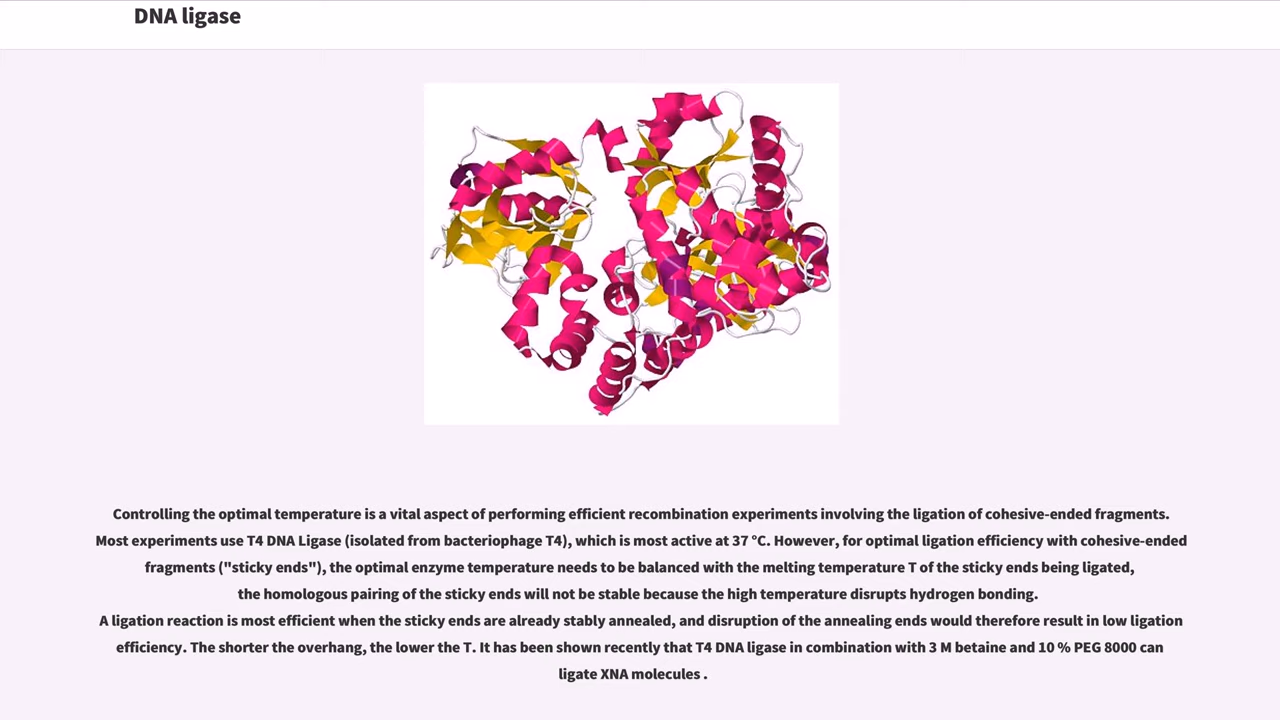 DNA ligase
Controlling the optimal temperature is a vital aspect of performing efficient recombination experiments involving the ligation of cohesive-ended fragments.
Most experiments use T4 DNA Ligase (isolated from bacteriophage T4), which is most active at 37 °C. However, for optimal ligation efficiency with cohesive-ended
fragments ("sticky ends"), the optimal enzyme temperature needs to be balanced with the melting temperature T of the sticky ends being ligated,
the homologous pairing of the sticky ends will not be stable because the high temperature disrupts hydrogen bonding.
A ligation reaction is most efficient when the sticky ends are already stably annealed, and disruption of the annealing ends would therefore result in low ligation
efficiency. The shorter the overhang, the lower the T. It has been shown recently that T4 DNA ligase in combination with 3 M betaine and 10 % PEG 8000 can
ligate XNA molecules .